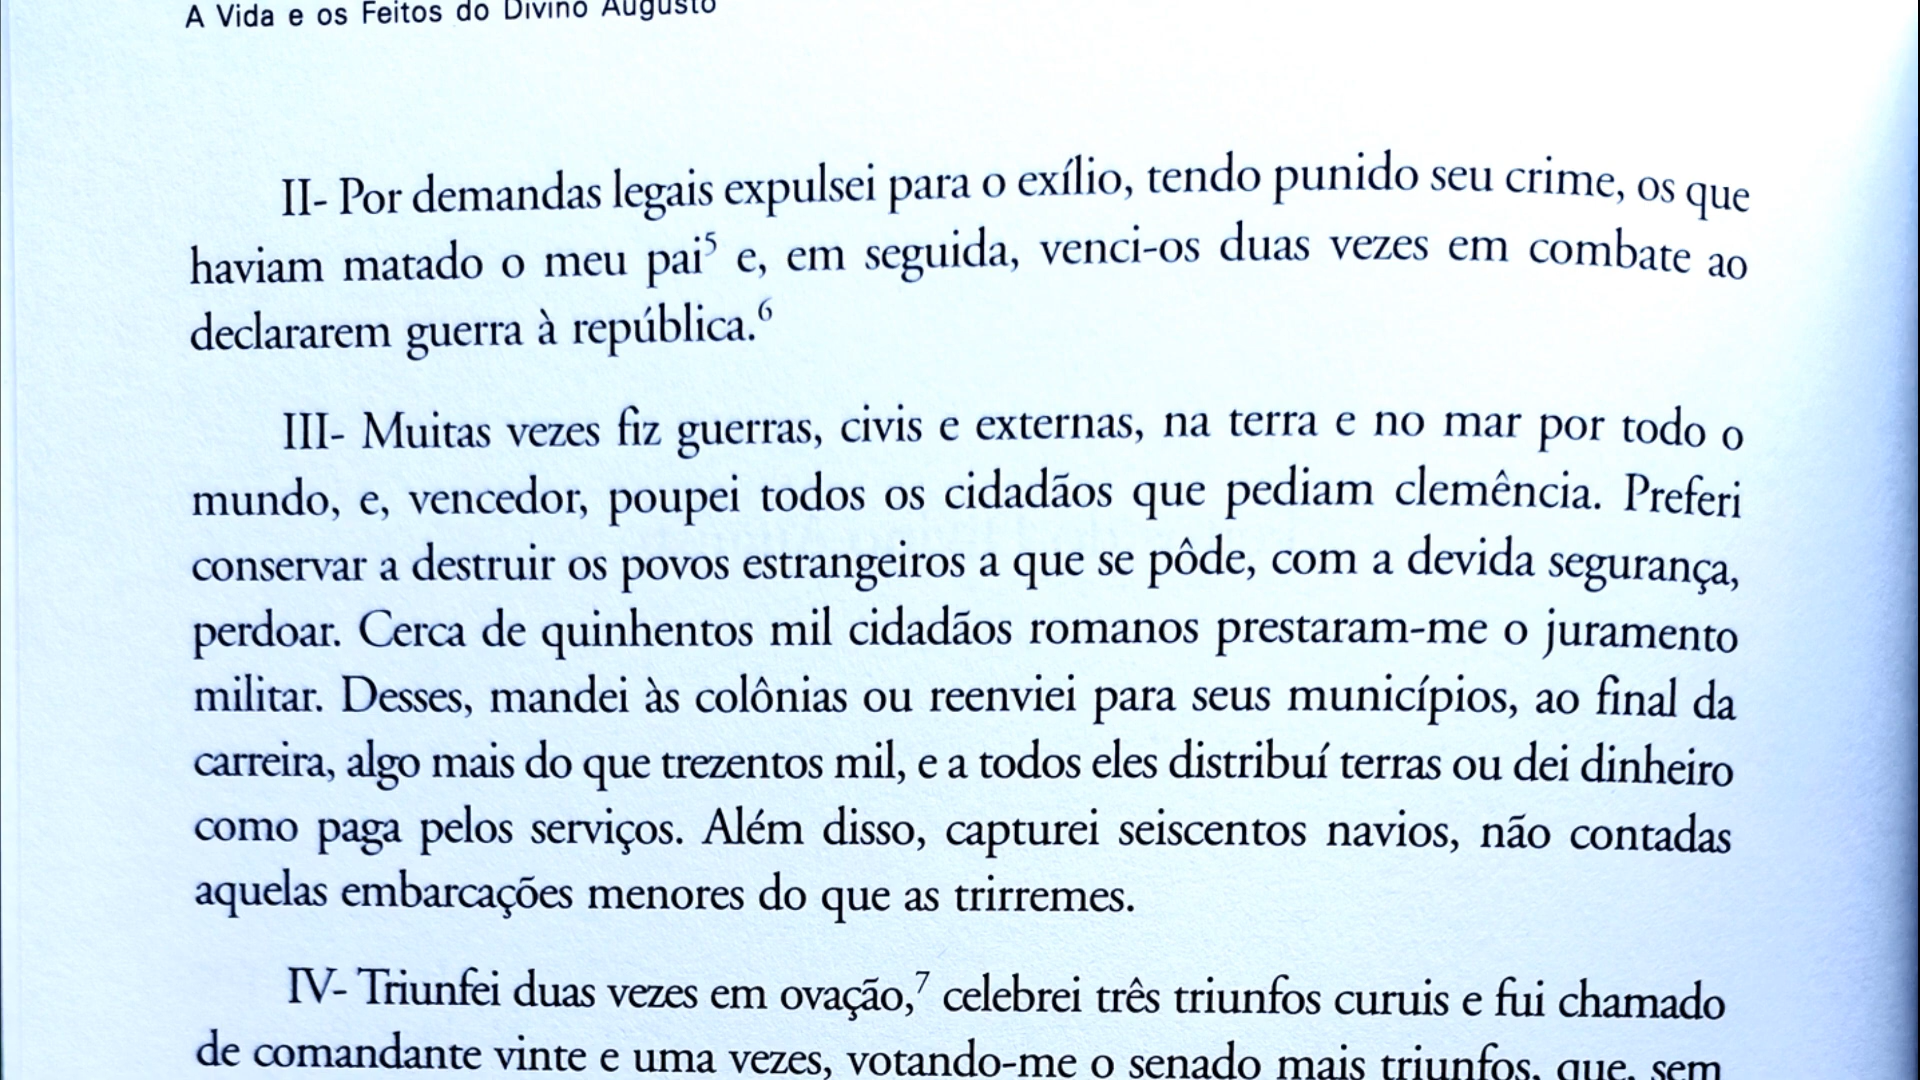 A Vida e os Feitos do Divino Augusto
II- Por demandas legais expulsei para o exílio, tendo punido seu crime, os que
haviam matado o meu pai⁵ e, em seguida, venci-os duas vezes em combate ao
declararem guerra à república.⁶
III- Muitas vezes fiz guerras, civis e externas, na terra e no mar por todo o
mundo, e, vencedor, poupei todos os cidadãos que pediam clemência. Preferi
conservar a destruir os povos estrangeiros a que se pôde, com a devida segurança,
perdoar. Cerca de quinhentos mil cidadãos romanos prestaram-me o juramento
militar. Desses, mandei às colônias ou reenviei para seus municípios, ao final da
carreira, algo mais do que trezentos mil, e a todos eles distribuí terras ou dei dinheiro
como paga pelos serviços. Além disso, capturei seiscentos navios, não contadas
aquelas embarcações menores do que as trirremes.
IV- Triunfei duas vezes em ovação,⁷ celebrei três triunfos curuis e fui chamado
de comandante vinte e uma vezes, votando-me o senado mais triunfos, que, sem